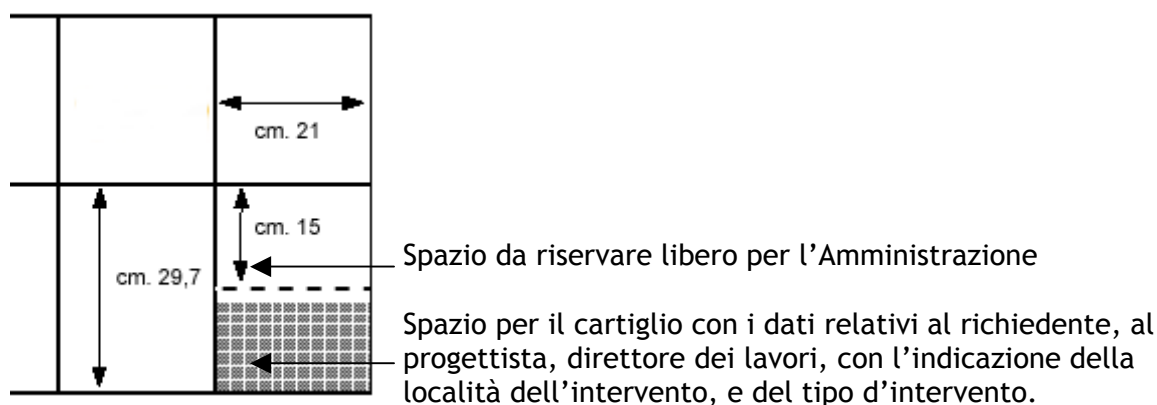 cm. 21
cm. 15
cm. 29,7
Spazio da riservare libero per l’Amministrazione
Spazio per il cartiglio con i dati relativi al richiedente, al
progettista, direttore dei lavori, con l’indicazione della
località dell’intervento, e del tipo d’intervento.